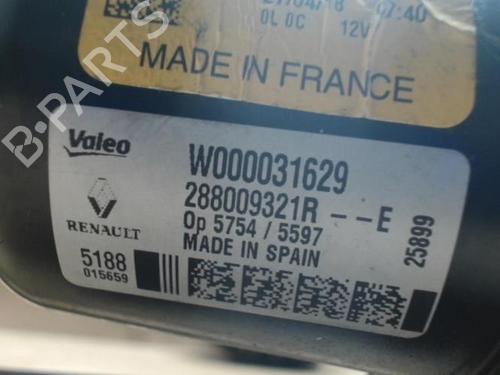 0L 0C 12V
MADE IN FRANCE
B-PARTS
Valeo
W000031629
288009321R --E
RENAULT
Op 5754 / 5597
MADE IN SPAIN
25899
5188
015659